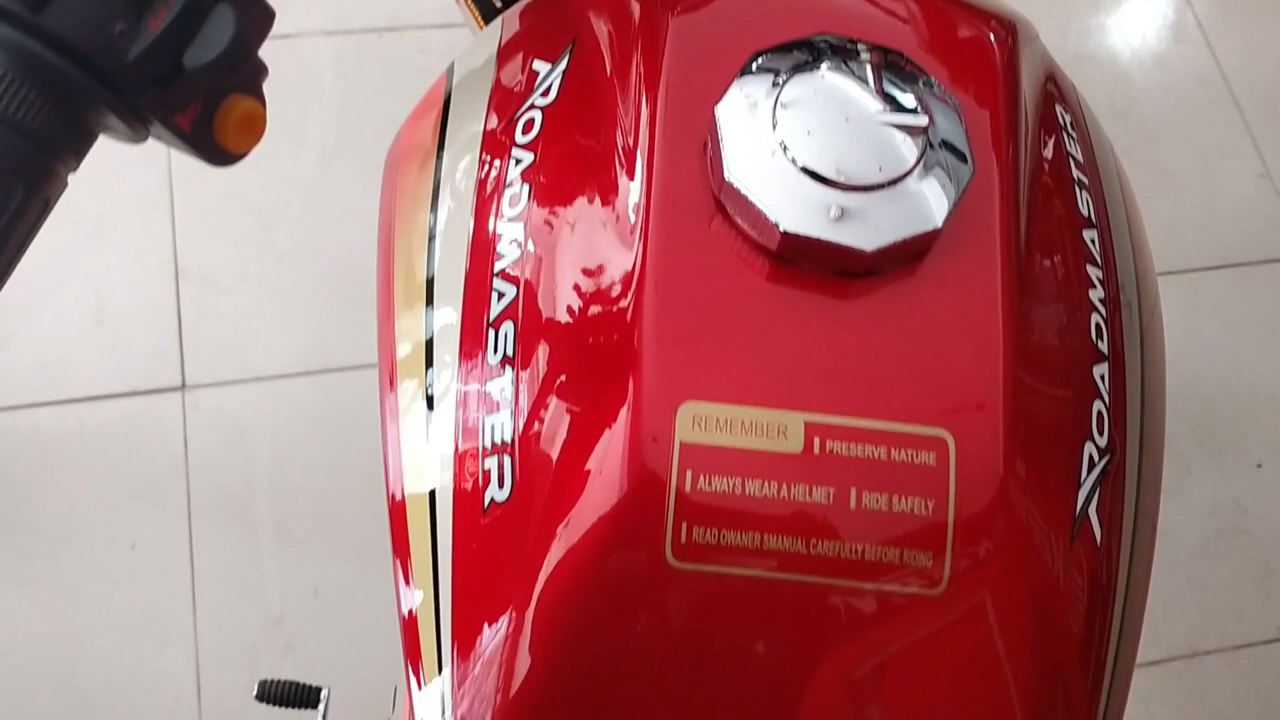 ROADMASTER
ROADMASTER
REMEMBER
PRESERVE NATURE
ALWAYS WEAR A HELMET
RIDE SAFELY
READ OWANER SMANUAL CAREFULLY BEFORE RIDING